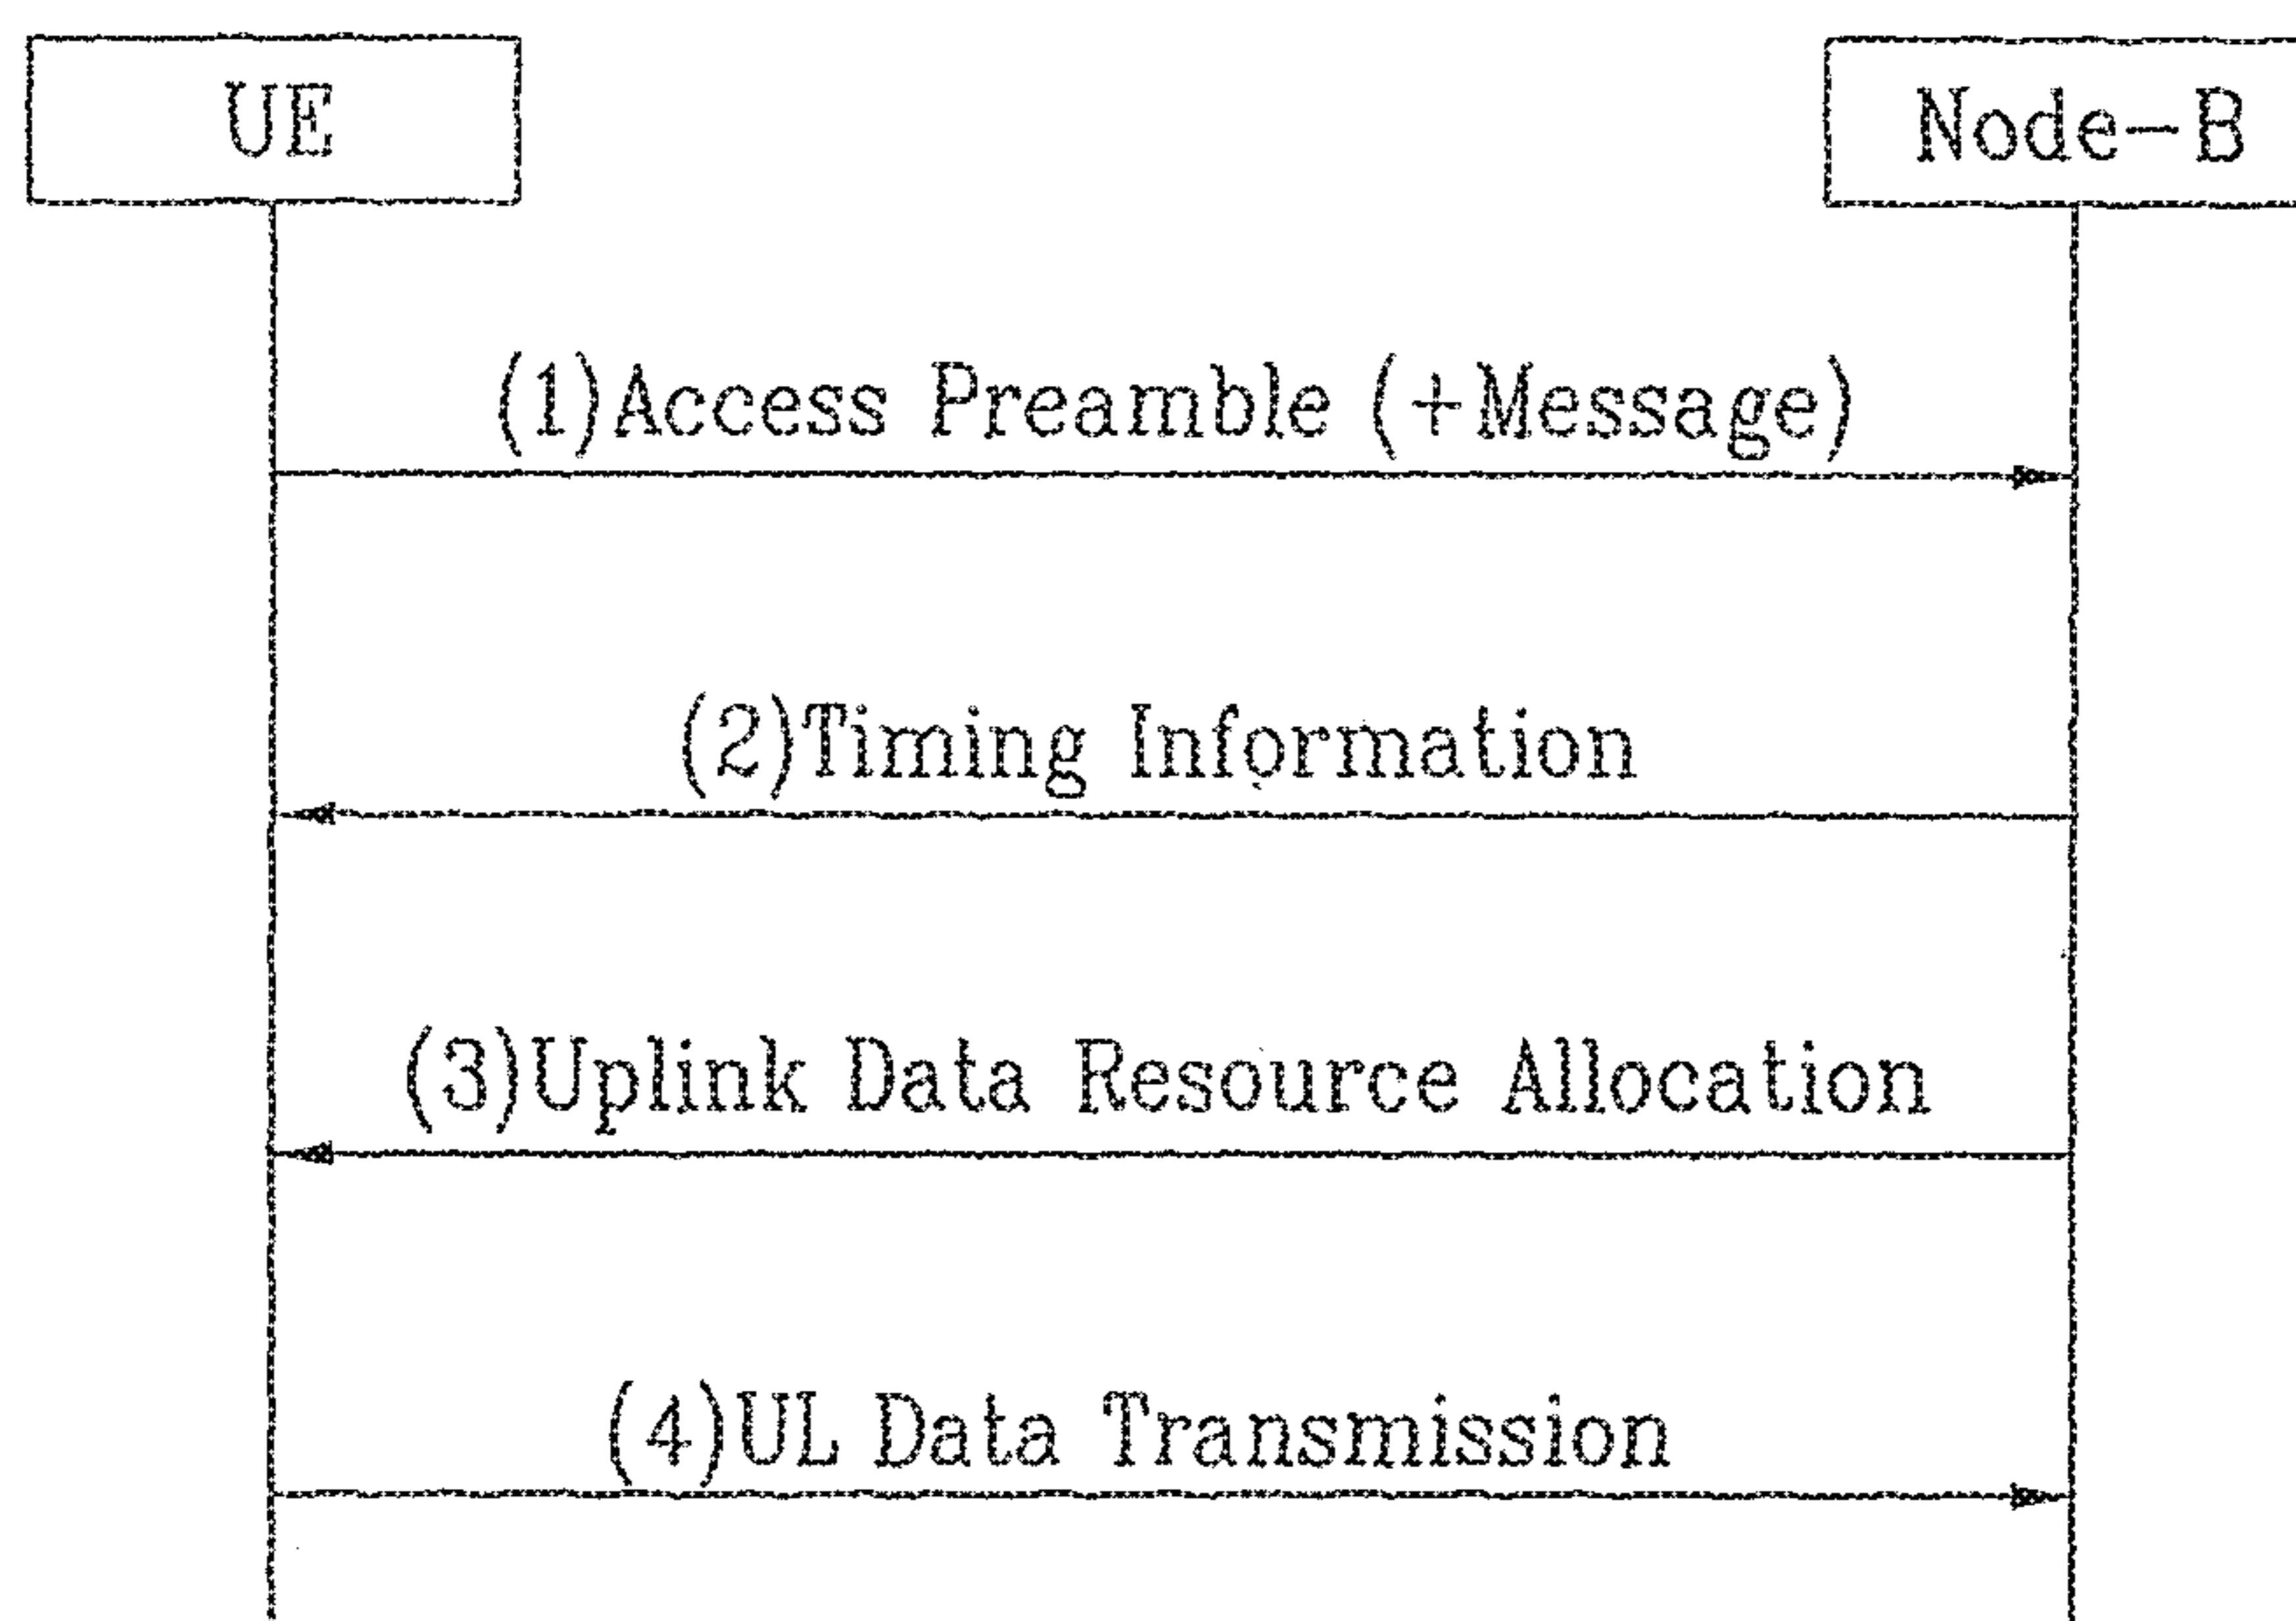 UE
Node-B
(1)Access Preamble (+Message)
(2)Timing Information
(3)Uplink Data Resource Allocation
(4)UL Data Transmission